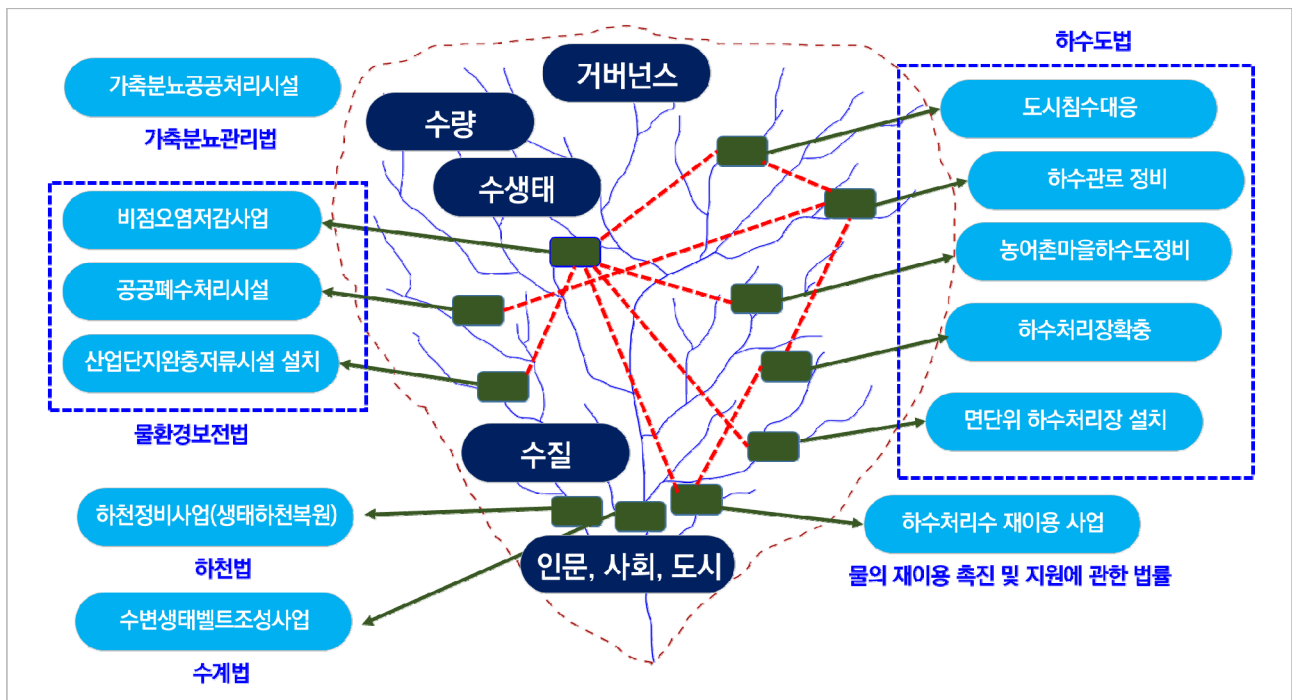 하수도법
거버넌스
가축분뇨공공처리시설
가축분뇨관리법
수량
수생태
도시침수대응
하수관로 정비
비점오염저감사업
농어촌마을하수도정비
공공폐수처리시설
하수처리장확충
산업단지완충저류시설 설치
물환경보전법
면단위 하수처리장 설치
수질
하천정비사업(생태하천복원)
하천법
하수처리수 재이용 사업
물의 재이용 촉진 및 지원에 관한 법률
인문, 사회, 도시
수변생태벨트조성사업
수계법